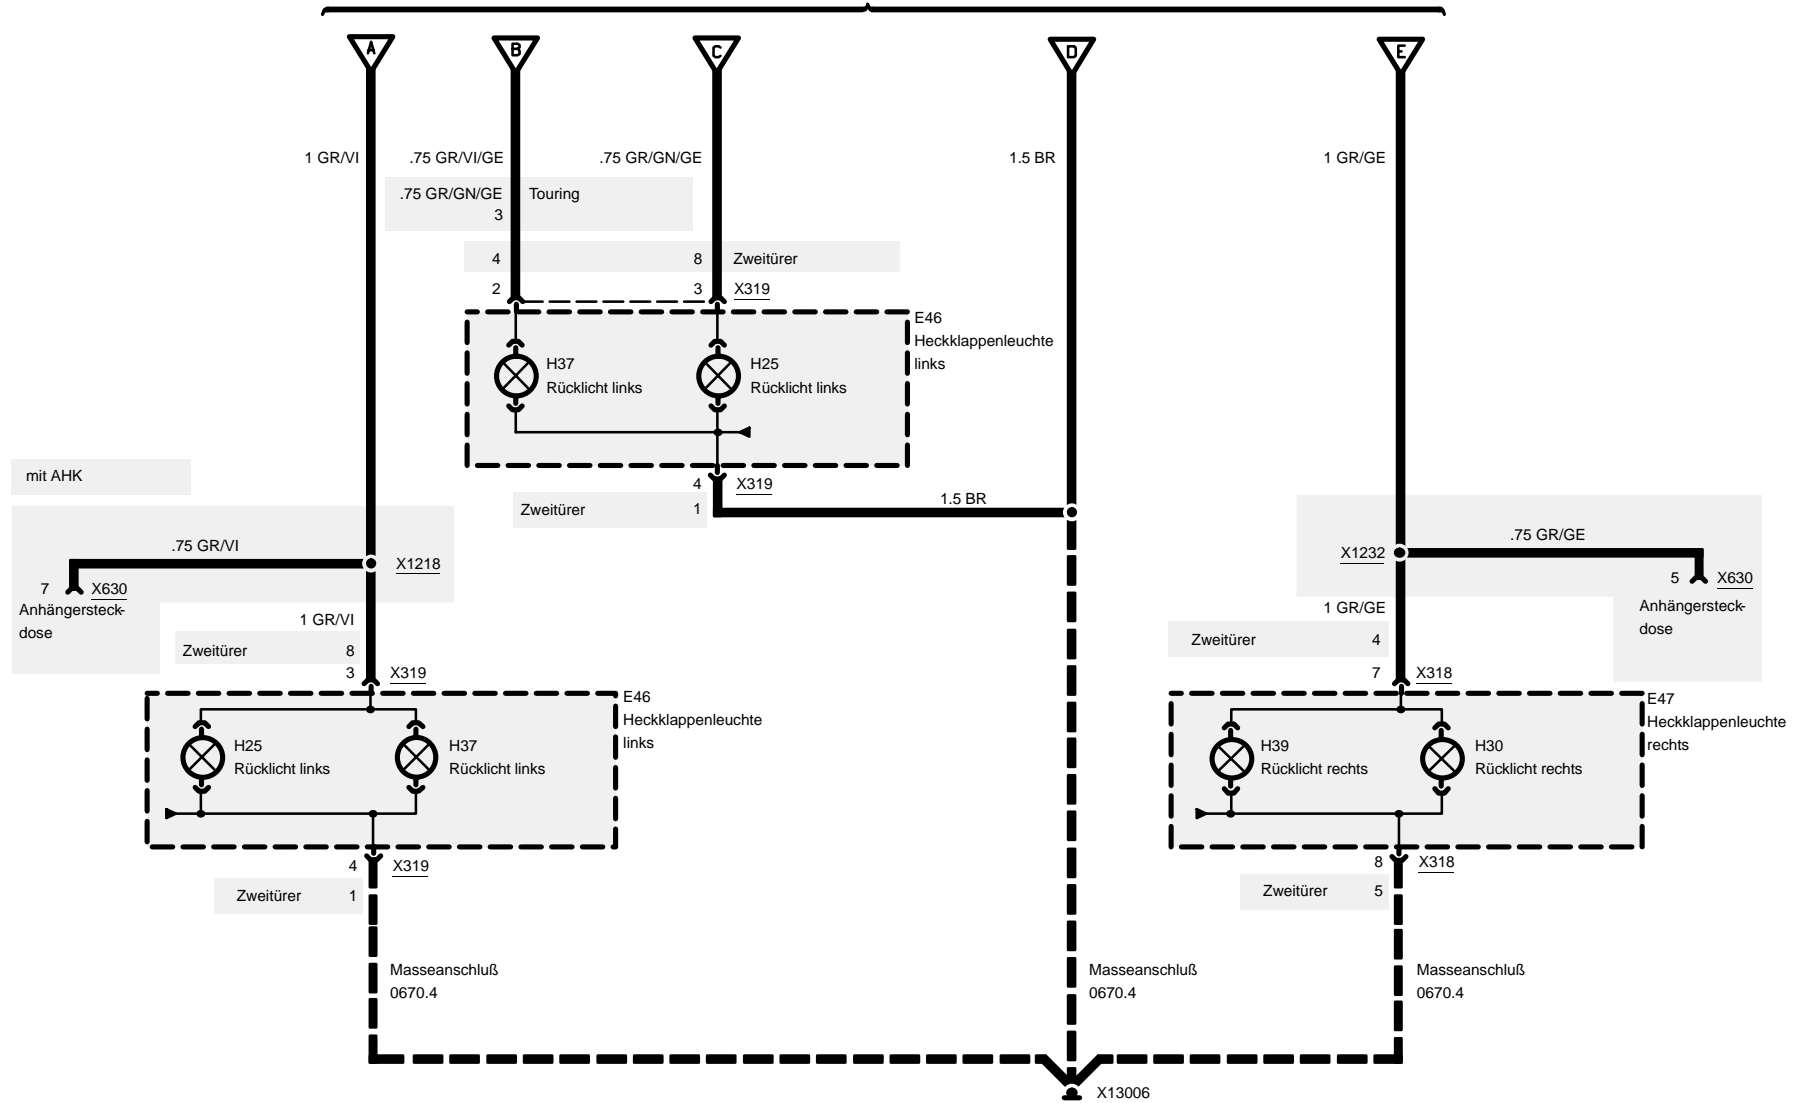 A
B
C
D
E
1 GR/VI
.75 GR/VI/GE
.75 GR/GN/GE
1.5 BR
1 GR/GE
.75 GR/GN/GE
Touring
3
4
8
Zweitürer
2
3
X319
E46
Heckklappenleuchte
links
H37
Rücklicht links
H25
Rücklicht links
4
X319
Zweitürer
1
1.5 BR
mit AHK
.75 GR/VI
X1218
7
X630
Anhängersteck-
dose
1 GR/VI
Zweitürer
8
3
X319
E46
Heckklappenleuchte
links
H25
Rücklicht links
H37
Rücklicht links
4
X319
Zweitürer
1
Masseanschluß
0670.4
Masseanschluß
0670.4
.75 GR/GE
X1232
5
X630
Anhängersteck-
dose
1 GR/GE
Zweitürer
4
7
X318
E47
Heckklappenleuchte
rechts
H39
Rücklicht rechts
H30
Rücklicht rechts
8
X318
Zweitürer
5
Masseanschluß
0670.4
X13006